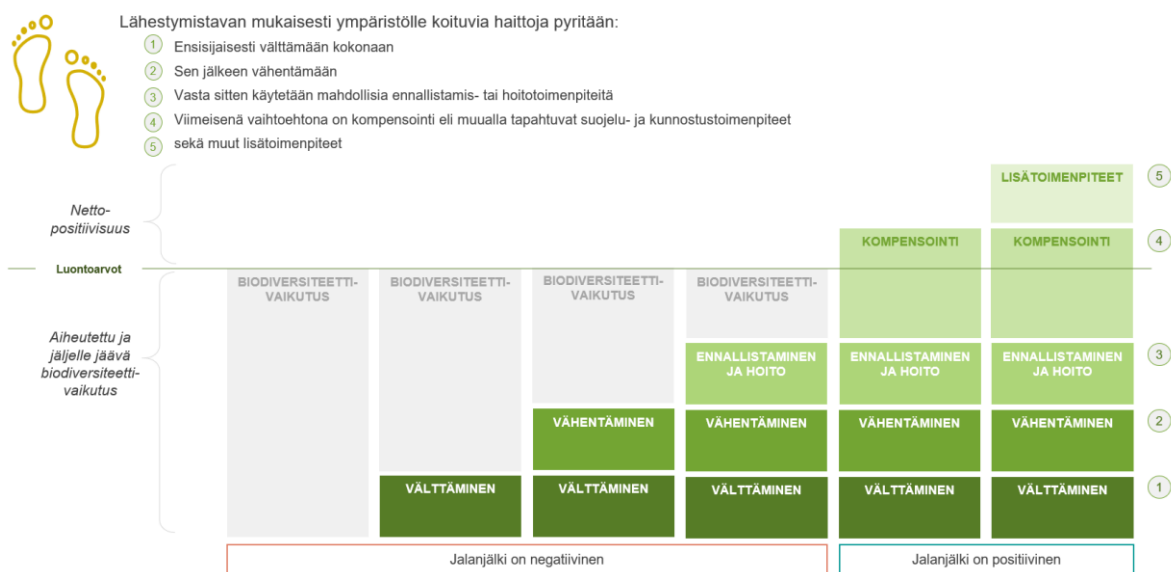 Lähestymistavan mukaisesti ympäristölle koituvia haittoja pyritään:
1 Ensisijaisesti välttämään kokonaan
2 Sen jälkeen vähentämään
3 Vasta sitten käytetään mahdollisia ennallistamis- tai hoitotoimenpiteitä
4 Viimeisenä vaihtoehtona on kompensointi eli muualla tapahtuvat suojelu- ja kunnostustoimenpiteet
5 sekä muut lisätoimenpiteet
LISÄTOIMENPITEET 5
Netto-
positiivisuus
KOMPENSOINTI KOMPENSOINTI 4
Luontoarvot
BIODIVERSITEETTI- BIODIVERSITEETTI- BIODIVERSITEETTI- BIODIVERSITEETTI-
VAIKUTUS VAIKUTUS VAIKUTUS VAIKUTUS
Aiheutettu ja
jäljelle jäävä
biodiversiteetti-
vaikutus
ENNALLISTAMINEN ENNALLISTAMINEN ENNALLISTAMINEN 3
JA HOITO JA HOITO JA HOITO
VÄHENTÄMINEN VÄHENTÄMINEN VÄHENTÄMINEN VÄHENTÄMINEN 2
VÄLTTÄMINEN VÄLTTÄMINEN VÄLTTÄMINEN VÄLTTÄMINEN VÄLTTÄMINEN 1
Jalanjälki on negatiivinen Jalanjälki on positiivinen